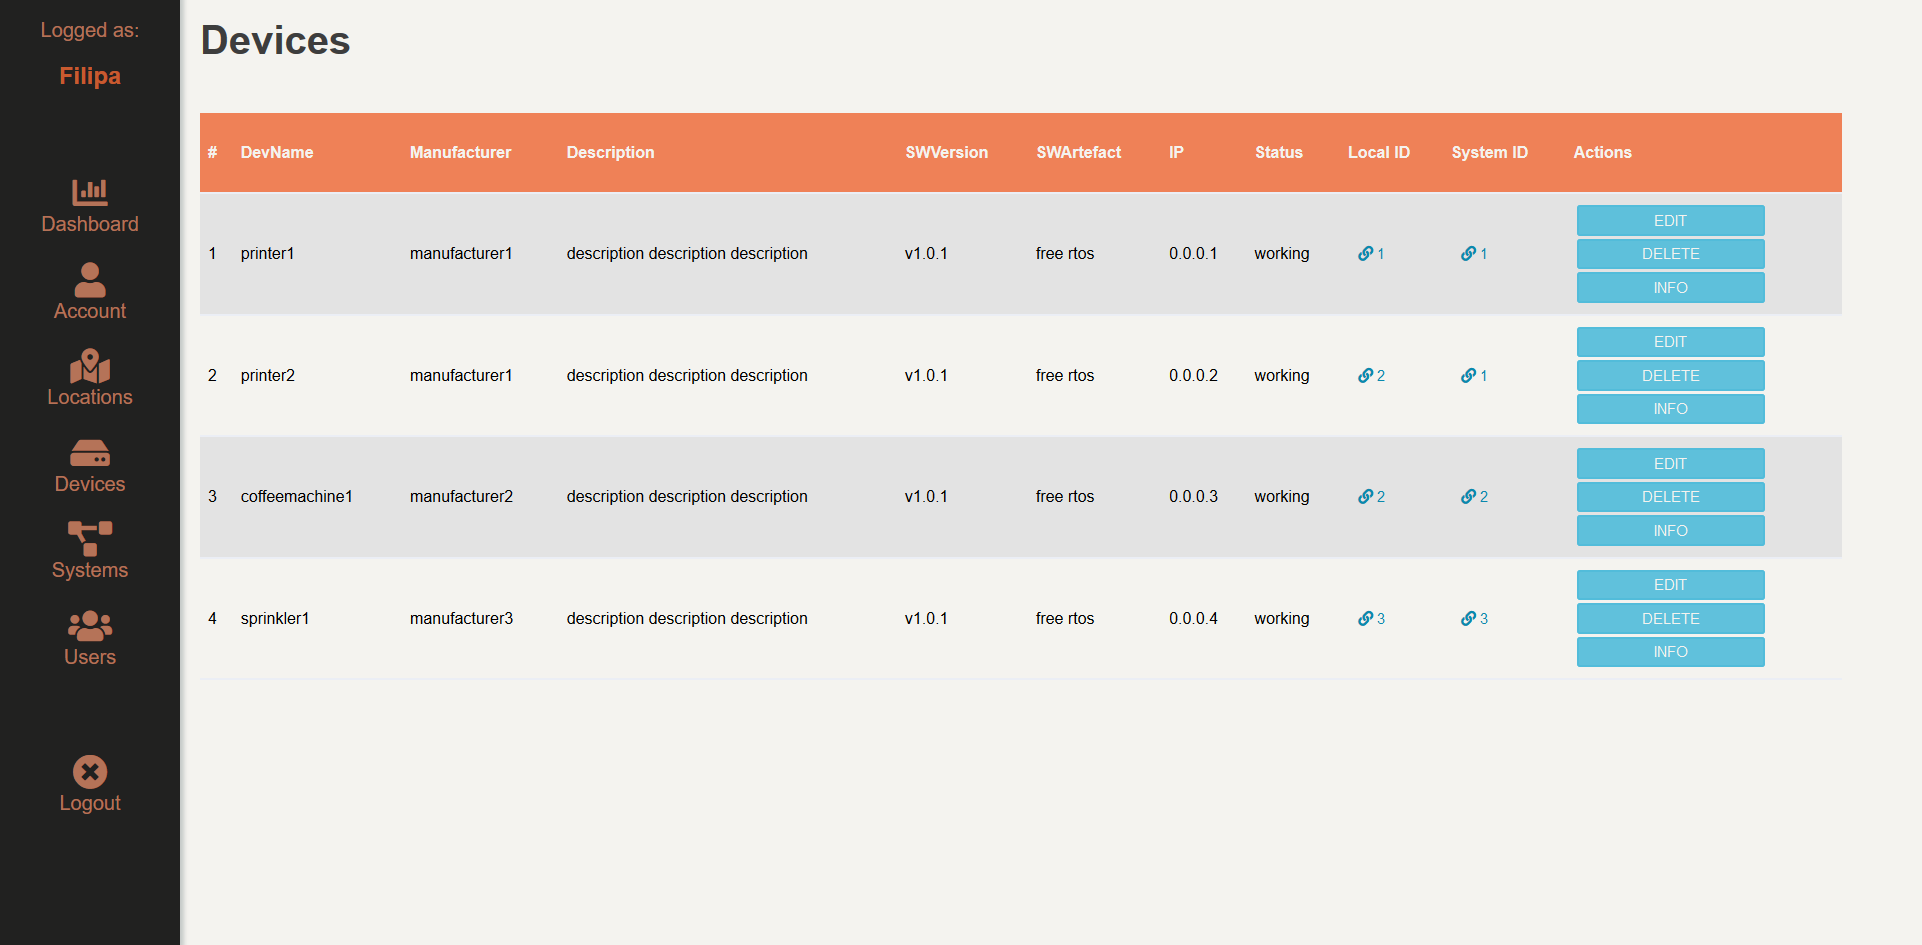 Logged as:
Filipa
Dashboard
Account
Locations
Devices
Systems
Users
Logout
Devices
# DevName Manufacturer Description SWVersion SWArtefact IP Status Local ID System ID Actions
1 printer1 manufacturer1 description description description v1.0.1 free rtos 0.0.0.1 working 1 1
EDIT
DELETE
INFO
2 printer2 manufacturer1 description description description v1.0.1 free rtos 0.0.0.2 working 2 1
EDIT
DELETE
INFO
3 coffeemachine1 manufacturer2 description description description v1.0.1 free rtos 0.0.0.3 working 2 2
EDIT
DELETE
INFO
4 sprinkler1 manufacturer3 description description description v1.0.1 free rtos 0.0.0.4 working 3 3
EDIT
DELETE
INFO